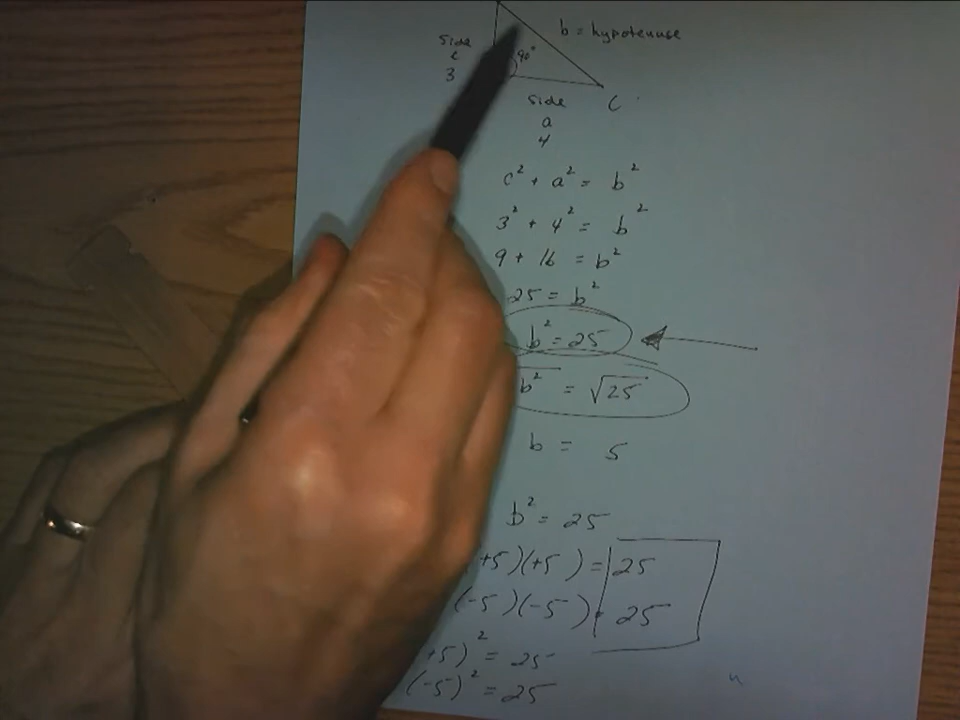 b = hypotenuse
side
c
3
90°
side
a
4
C
c² + a² = b²
3² + 4² = b²
9 + 16 = b²
25 = b²
b² = 25
b² = √25
b = 5
b² = 25
+5)(+5) = 25
(-5)(-5) = 25
+5)² = 25
(-5)² = 25